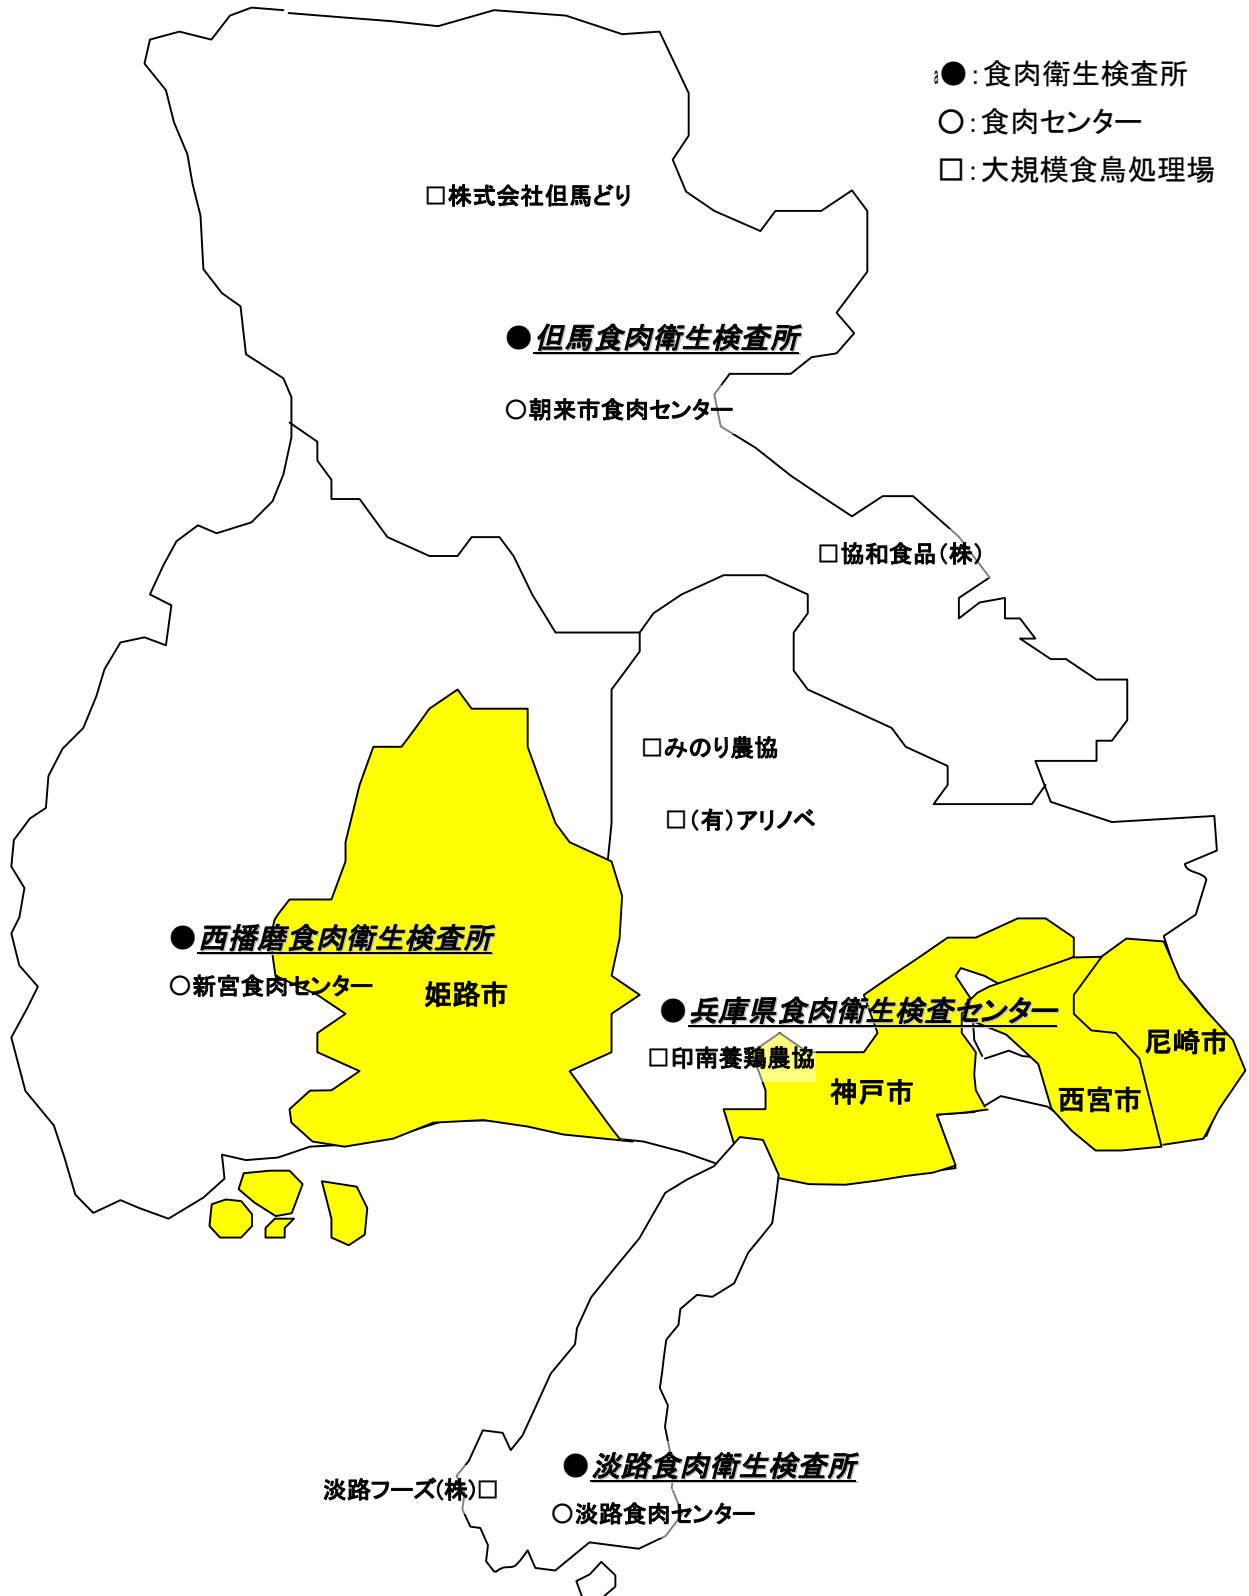 ●：食肉衛生検査所
○：食肉センター
□：大規模食鳥処理場
□株式会社但馬どり
●但馬食肉衛生検査所
○朝来市食肉センター
□協和食品（株）
□みのり農協
□（有）アリノベ
●西播磨食肉衛生検査所
○新宮食肉センター
姫路市
●兵庫県食肉衛生検査センター
□印南養鶏農協
神戸市
西宮市
尼崎市
●淡路食肉衛生検査所
淡路フーズ(株)□
○淡路食肉センター